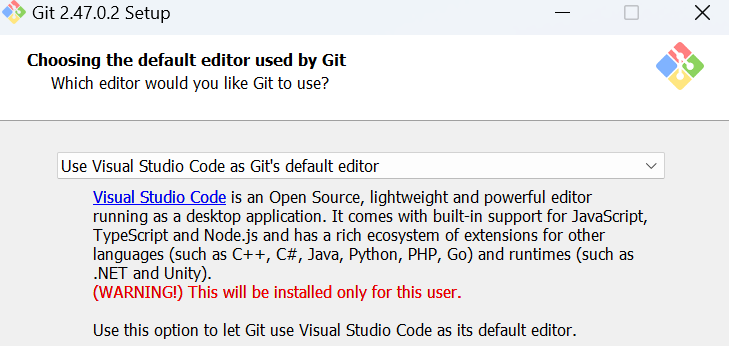 Git 2.47.0.2 Setup
Choosing the default editor used by Git
Which editor would you like Git to use?
Use Visual Studio Code as Git's default editor
Visual Studio Code is an Open Source, lightweight and powerful editor
running as a desktop application. It comes with built-in support for JavaScript,
TypeScript and Node.js and has a rich ecosystem of extensions for other
languages (such as C++, C#, Java, Python, PHP, Go) and runtimes (such as
.NET and Unity).
(WARNING!) This will be installed only for this user.
Use this option to let Git use Visual Studio Code as its default editor.